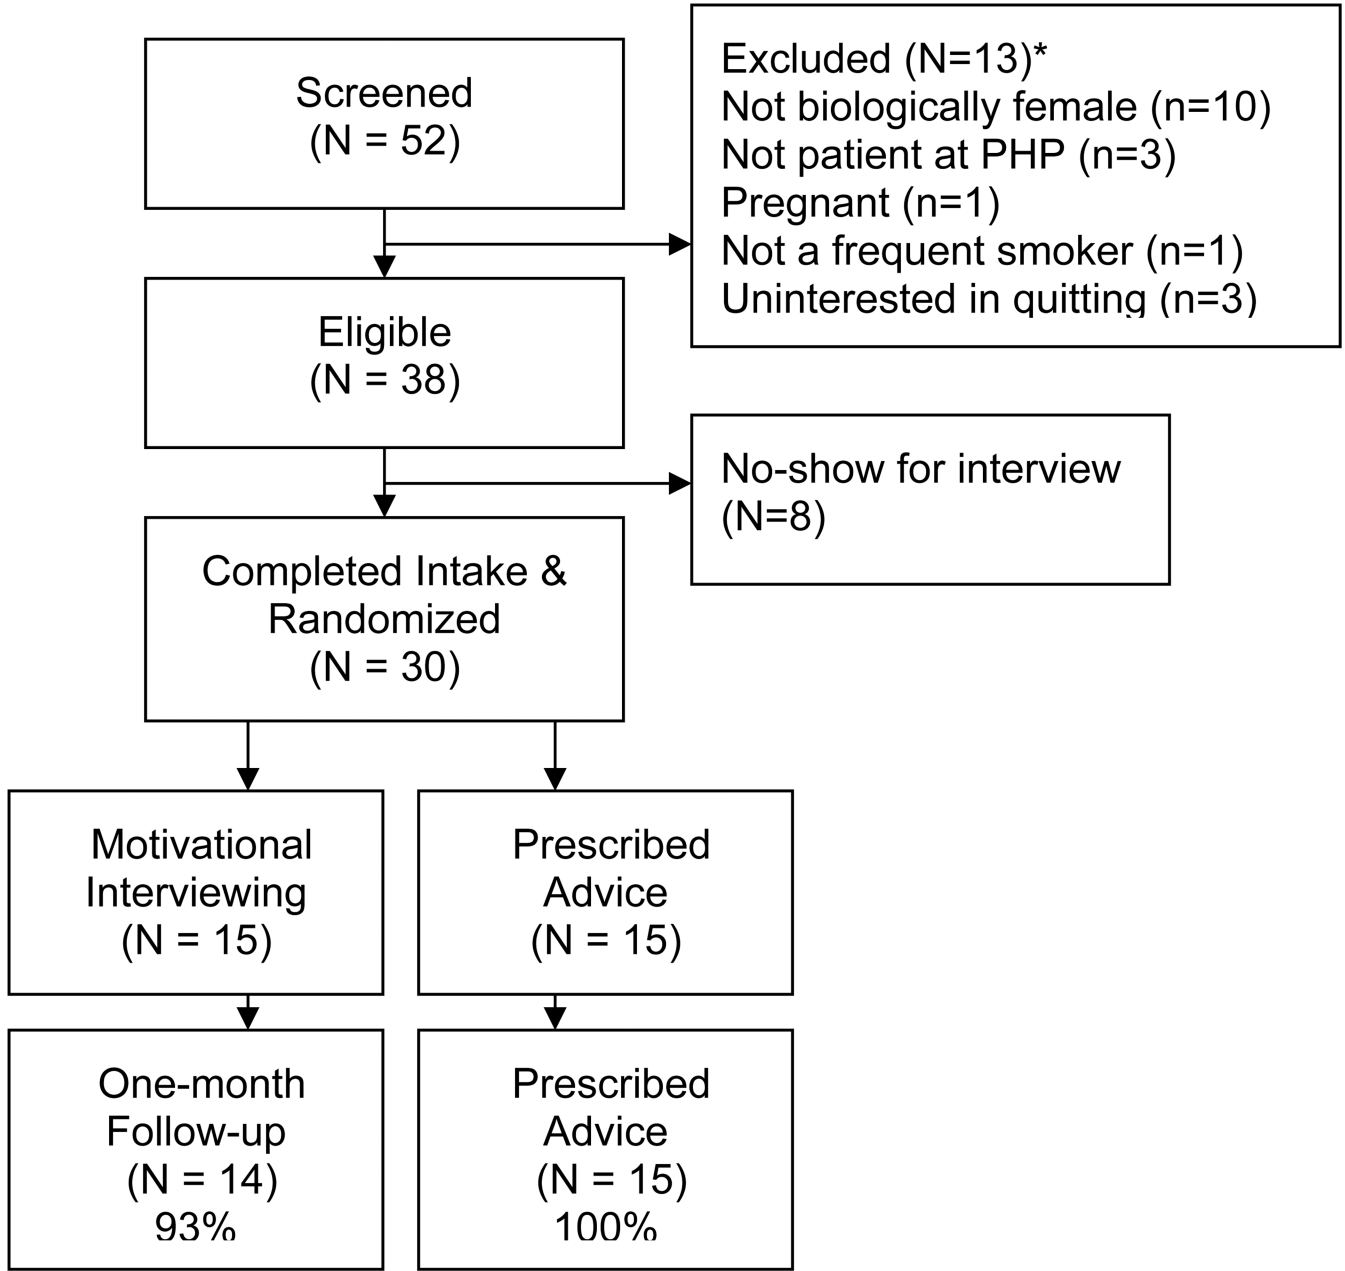 Screened
(N = 52)
Excluded (N=13)*
Not biologically female (n=10)
Not patient at PHP (n=3)
Pregnant (n=1)
Not a frequent smoker (n=1)
Uninterested in quitting (n=3)
Eligible
(N = 38)
No-show for interview
(N=8)
Completed Intake &
Randomized
(N = 30)
Motivational
Interviewing
(N = 15)
Prescribed
Advice
(N = 15)
One-month
Follow-up
(N = 14)
93%
Prescribed
Advice
(N = 15)
100%